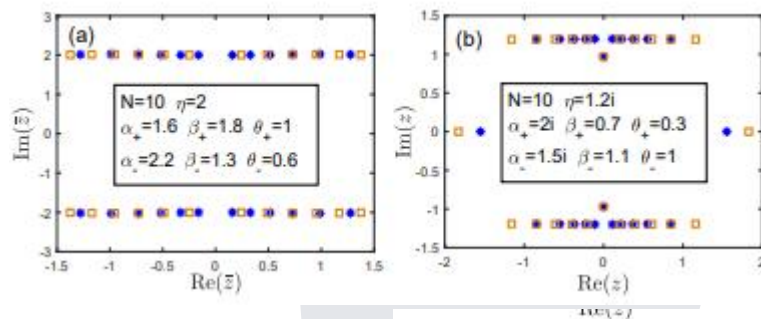 (a)
N=10 η=2
α₊=1.6 β₊=1.8 θ₊=1
α₋=2.2 β₋=1.3 θ₋=0.6
Im(z̄)
3
2
1
0
-1
-2
-3
-1.5 -1 -0.5 0 0.5 1 1.5
Re(z̄)
(b)
N=10 η=1.2i
α₊=2i β₊=0.7 θ₊=0.3
α₋=1.5i β₋=1.1 θ₋=1
Im(z)
1.5
1
0.5
0
-0.5
-1
-1.5
-2 -1 0 1 2
Re(z)